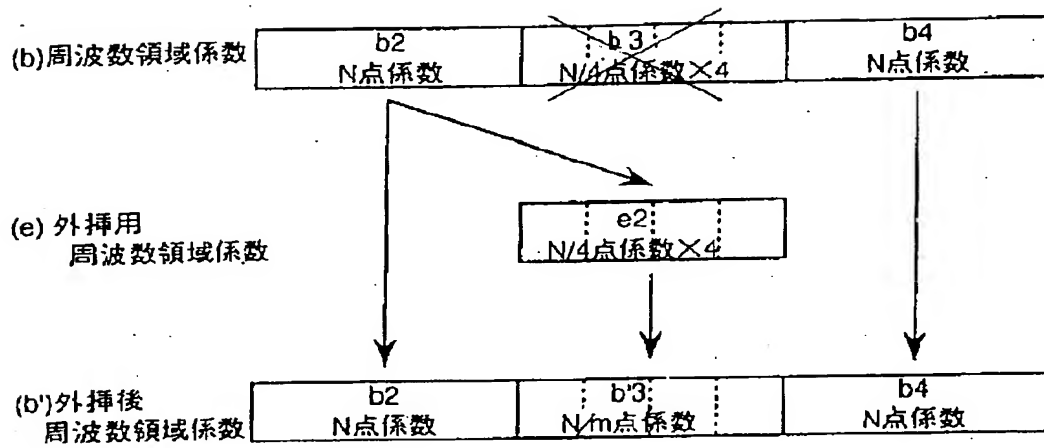 (b)周波数領域係数
b2
N点係数
b3
N/4点係数×4
b4
N点係数
(e) 外挿用
周波数領域係数
e2
N/4点係数×4
(b')外挿後
周波数領域係数
b2
N点係数
b'3
N/m点係数
b4
N点係数